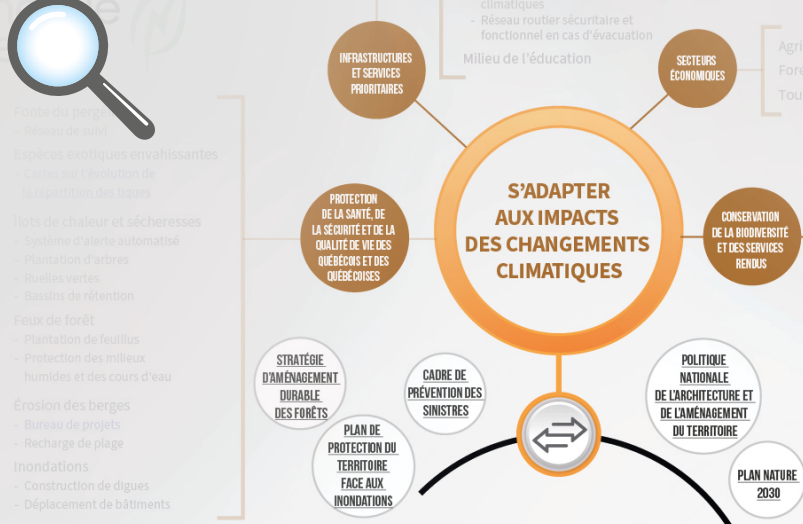 climatiques
- Réseau routier sécuritaire et
fonctionnel en cas d'évacuation
Milieu de l'éducation
INFRASTRUCTURES
ET SERVICES
PRIORITAIRES
SECTEURS
ÉCONOMIQUES
Agri
Fore
Tou
Fonte du perg
- Réseau de suivi
Espèces exotiques envahissantes
- Cartes sur l'évolution de
la répartition des tiques
Îlots de chaleur et sécheresses
- Système d'alerte automatisé
- Plantation d'arbres
- Ruelles vertes
- Bassins de rétention
Feux de forêt
- Plantation de feuillus
- Protection des milieux
humides et des cours d'eau
Érosion des berges
- Bureau de projets
- Recharge de plage
Inondations
- Construction de digues
- Déplacement de bâtiments
PROTECTION
DE LA SANTÉ, DE
LA SÉCURITÉ ET DE LA
QUALITÉ DE VIE DES
QUÉBÉCOIS ET DES
QUÉBÉCOISES
S'ADAPTER
AUX IMPACTS
DES CHANGEMENTS
CLIMATIQUES
CONSERVATION
DE LA BIODIVERSITÉ
ET DES SERVICES
RENDUS
STRATÉGIE
D'AMÉNAGEMENT
DURABLE
DES FORÊTS
CADRE DE
PRÉVENTION DES
SINISTRES
PLAN DE
PROTECTION DU
TERRITOIRE
FACE AUX
INONDATIONS
POLITIQUE
NATIONALE
DE L'ARCHITECTURE ET
DE L'AMÉNAGEMENT
DU TERRITOIRE
PLAN NATURE
2030